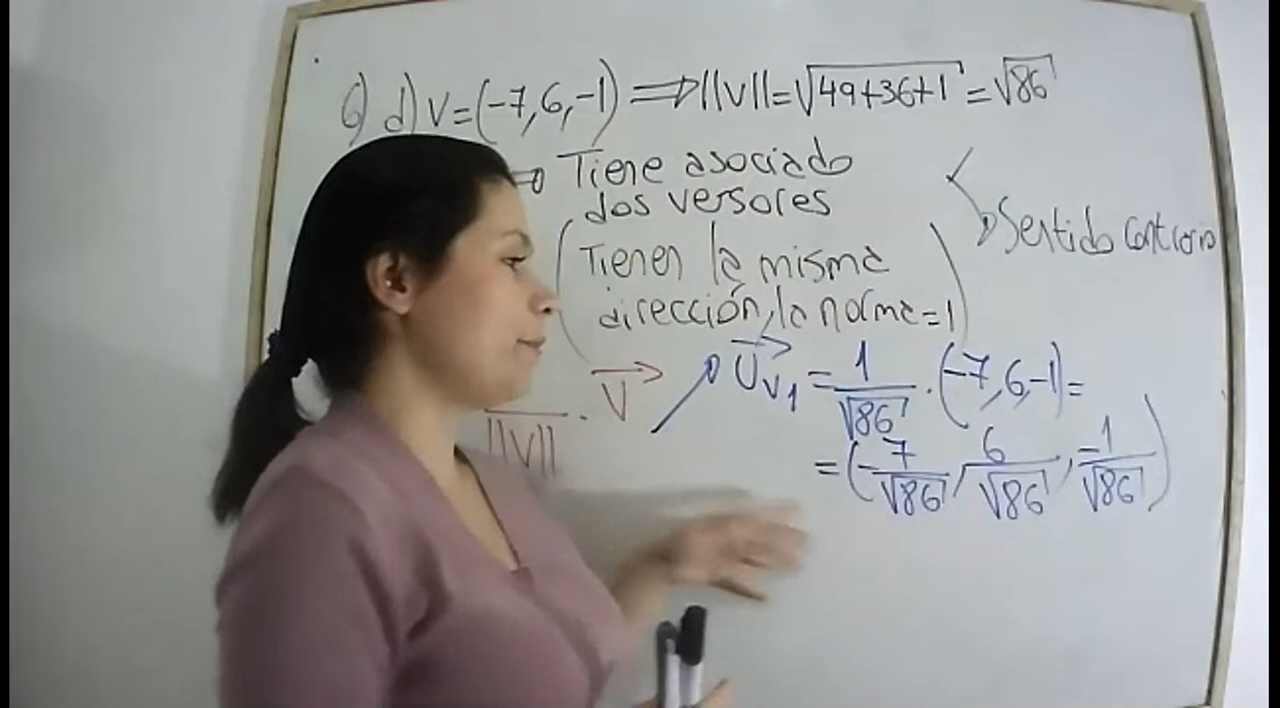 6) d) V=(-7,6,-1) ⟹ ||V||=√49+36+1 = √86
Tiene asociado
dos versores
Sentido contrario
(Tienen la misma
dirección, la norma=1)
||V|| · V
U V1 = 1/√86 · (-7,6,-1)=
=(-7/√86, 6/√86, -1/√86)